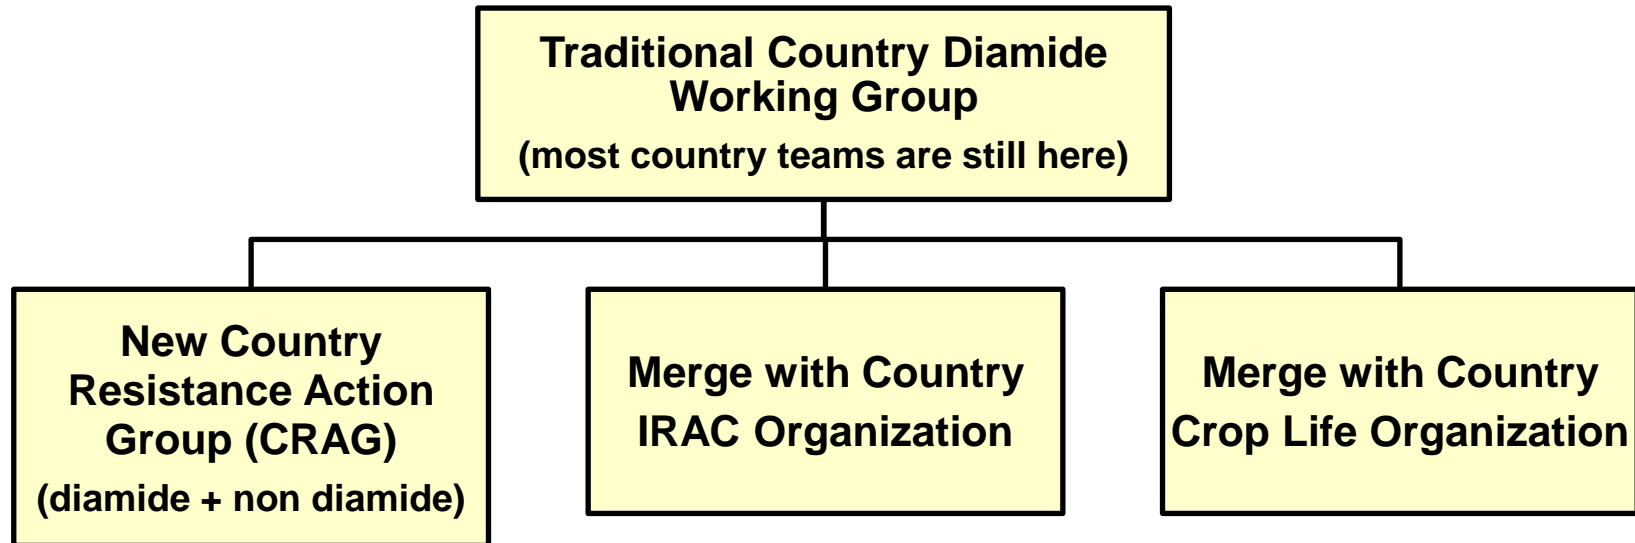 Traditional Country Diamide
Working Group
(most country teams are still here)
New Country
Resistance Action
Group (CRAG)
(diamide + non diamide)
Merge with Country
IRAC Organization
Merge with Country
Crop Life Organization